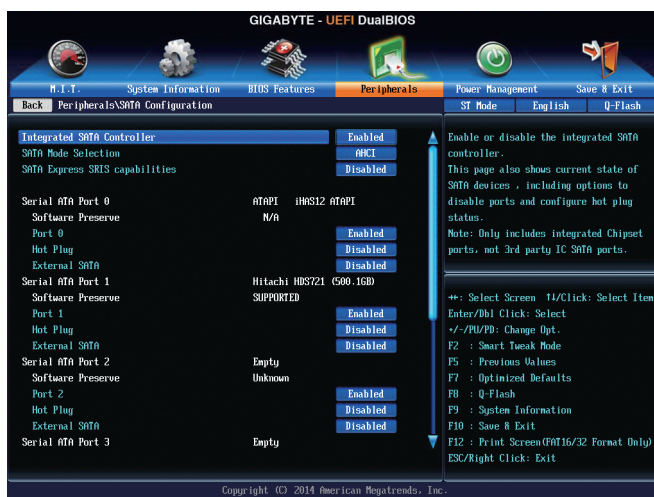 GIGABYTE - UEFI DualBIOS
M.I.T. System Information BIOS Features Peripherals Power Management Save & Exit
Back Peripherals\SATA Configuration ST Mode English Q-Flash
Integrated SATA Controller Enabled
SATA Mode Selection AHCI
SATA Express SRIS capabilities Disabled
Serial ATA Port 0 ATAPI iHAS12 ATAPI
Software Preserve N/A
Port 0 Enabled
Hot Plug Disabled
External SATA Disabled
Serial ATA Port 1 Hitachi HDS721 (500.1GB)
Software Preserve SUPPORTED
Port 1 Enabled
Hot Plug Disabled
External SATA Disabled
Serial ATA Port 2 Empty
Software Preserve Unknown
Port 2 Enabled
Hot Plug Disabled
External SATA Disabled
Serial ATA Port 3 Empty
Enable or disable the integrated SATA
controller.
This page also shows current state of
SATA devices , including options to
disable ports and configure hot plug
status.
Note: Only includes integrated Chipset
ports, not 3rd party IC SATA ports.
↔: Select Screen ↑↓/Click: Select Item
Enter/Dbl Click: Select
+/-/PU/PD: Change Opt.
F2 : Smart Tweak Mode
F5 : Previous Values
F7 : Optimized Defaults
F8 : Q-Flash
F9 : System Information
F10 : Save & Exit
F12 : Print Screen(FAT16/32 Format Only)
ESC/Right Click: Exit
Copyright (C) 2014 American Megatrends, Inc.